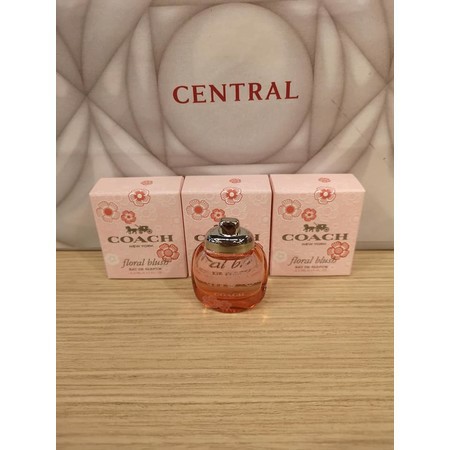 CENTRAL
COACH
NEW YORK
floral blush
EAU DE PARFUM
COACH
NEW YORK
floral blush
EAU DE PARFUM